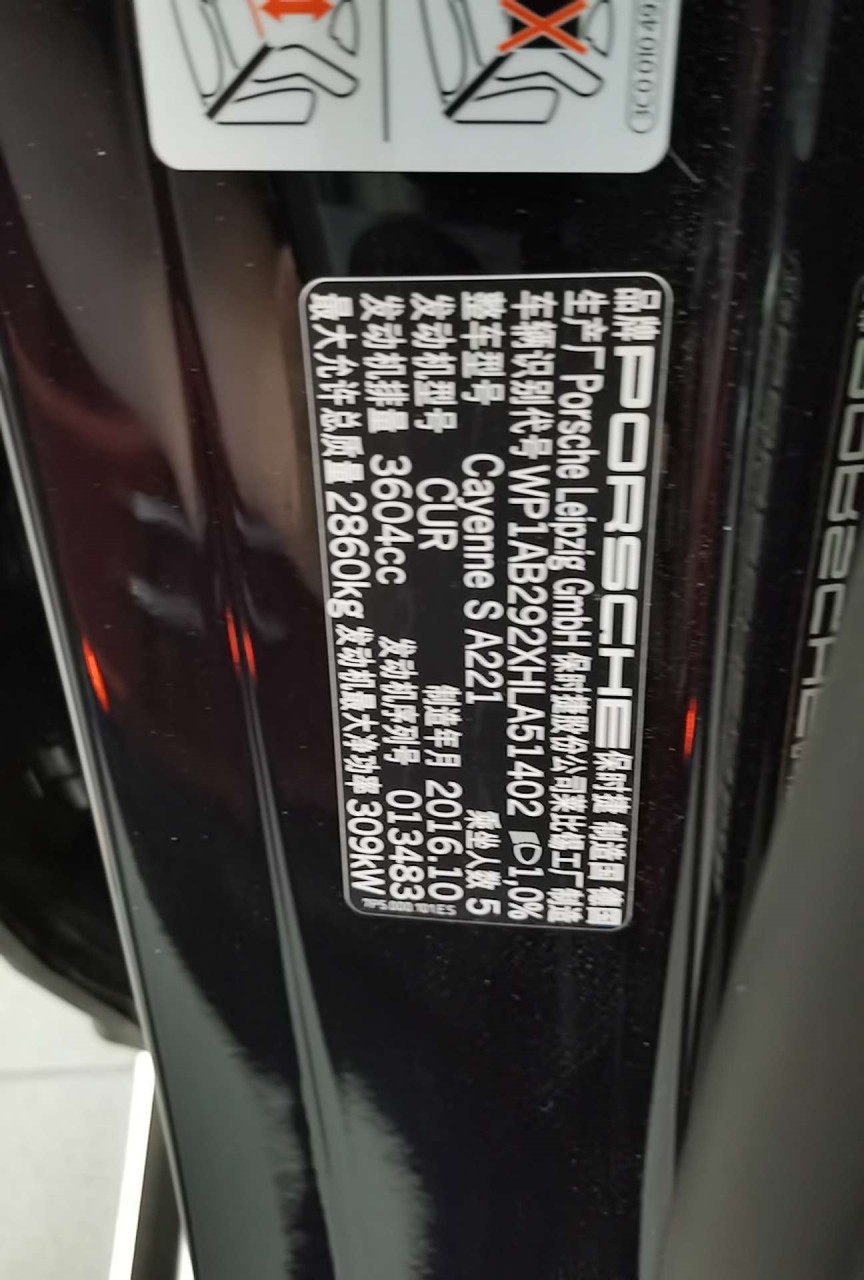 品牌 PORSCHE 保时捷 制造国 德国
生产厂 Porsche Leipzig GmbH 保时捷股份公司莱比锡工厂制造
车辆识别代号 WP1AB292XHLA51402 1,0%
整车型号 Cayenne S A221 乘坐人数 5
发动机型号 CUR 制造年月 2016.10
发动机排量 3604cc 发动机序列号 013483
最大允许总质量 2860kg 发动机最大净功率 309kW
7P5.000.101.ES